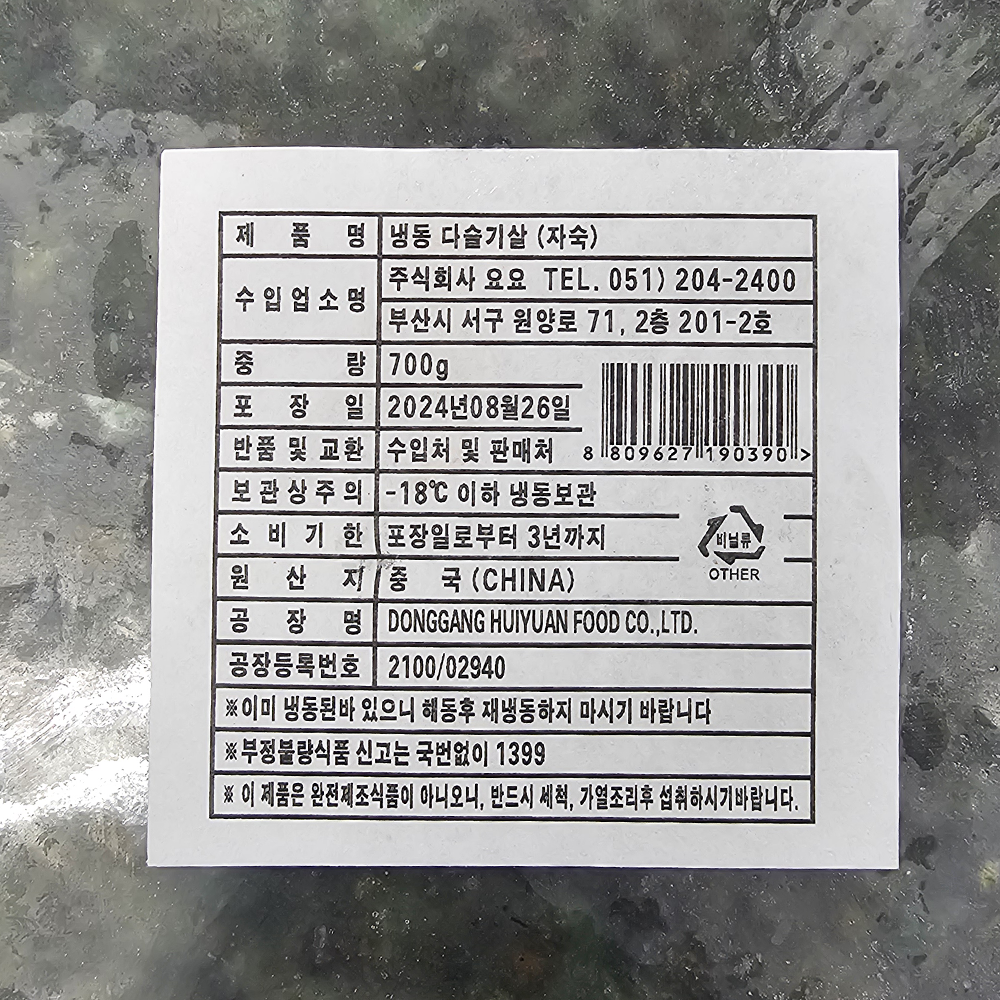 제 품 명 냉동 다슬기살 (자숙)
수입업소명 주식회사 요요 TEL. 051) 204-2400
부산시 서구 원양로 71, 2층 201-2호
중 량 700g
포 장 일 2024년08월26일
반품 및 교환 수입처 및 판매처
8 809627 190390 >
보관상주의 -18℃ 이하 냉동보관
소 비 기 한 포장일로부터 3년까지
비닐류
OTHER
원 산 지 중 국 (CHINA)
공 장 명 DONGGANG HUIYUAN FOOD CO.,LTD.
공장등록번호 2100/02940
※이미 냉동된바 있으니 해동후 재냉동하지 마시기 바랍니다
※부정불량식품 신고는 국번없이 1399
※ 이 제품은 완전제조식품이 아니오니, 반드시 세척, 가열조리후 섭취하시기바랍니다.